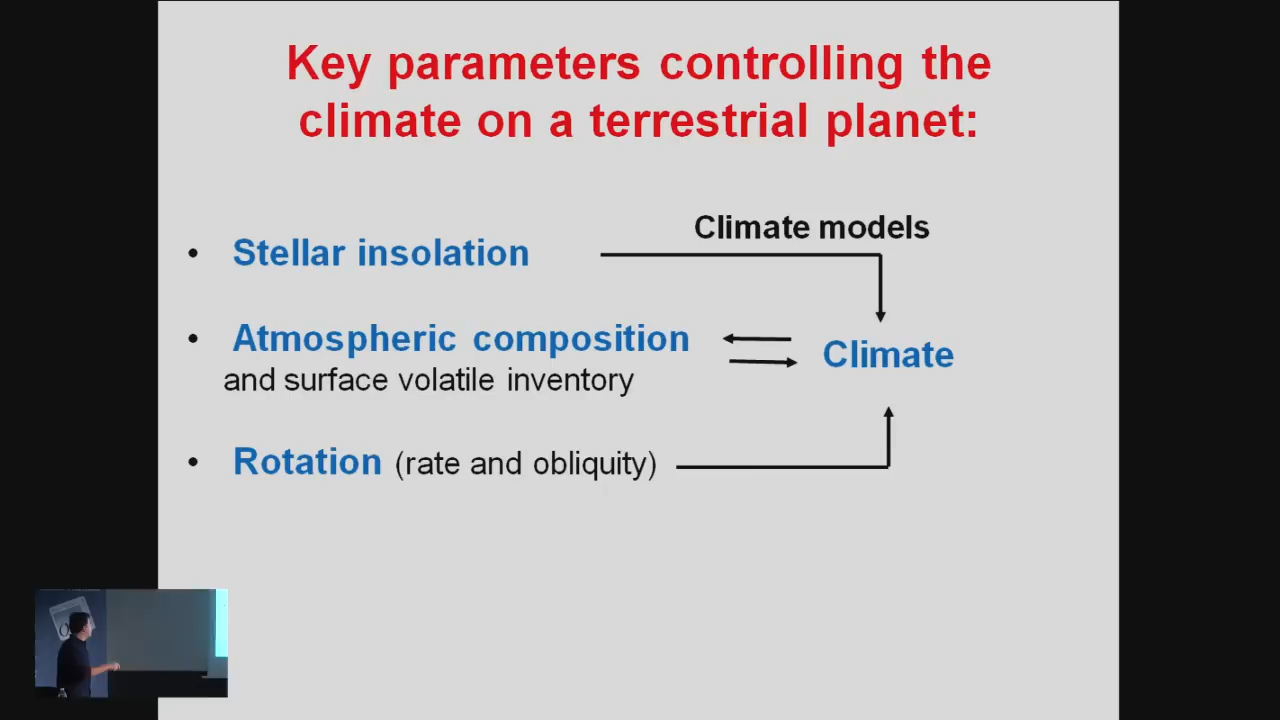 Key parameters controlling the
climate on a terrestrial planet:
Climate models
• Stellar insolation
• Atmospheric composition
and surface volatile inventory
Climate
• Rotation (rate and obliquity)